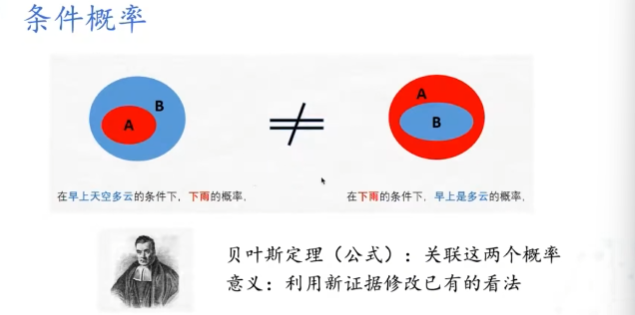 条件概率
B
A
≠
A
B
在早上天空多云的条件下，下雨的概率，
在下雨的条件下，早上是多云的概率，
贝叶斯定理（公式）：关联这两个概率
意义：利用新证据修改已有的看法